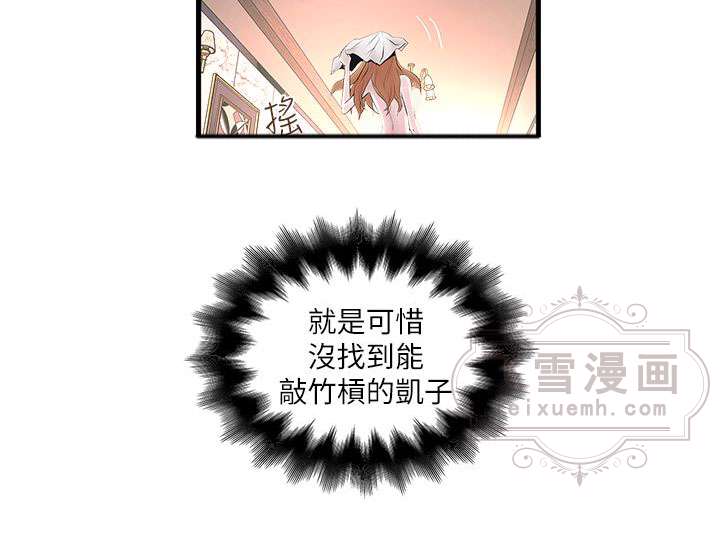 搖
就是可惜
沒找到能
敲竹槓的凱子
雪漫画
eixuemh.com